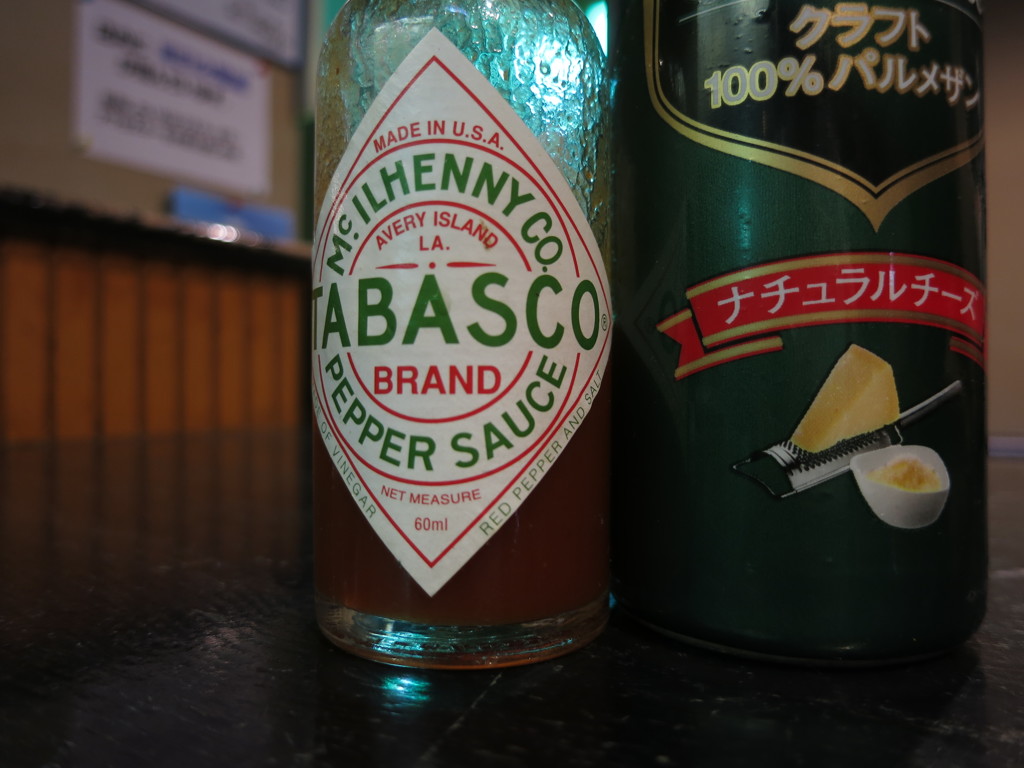 MADE IN U.S.A.
McILHENNY CO.
AVERY ISLAND
LA.
TABASCO®
BRAND
PEPPER SAUCE
OF VINEGAR
NET MEASURE
60ml
RED PEPPER AND SALT
クラフト
100%パルメザン
ナチュラルチーズ